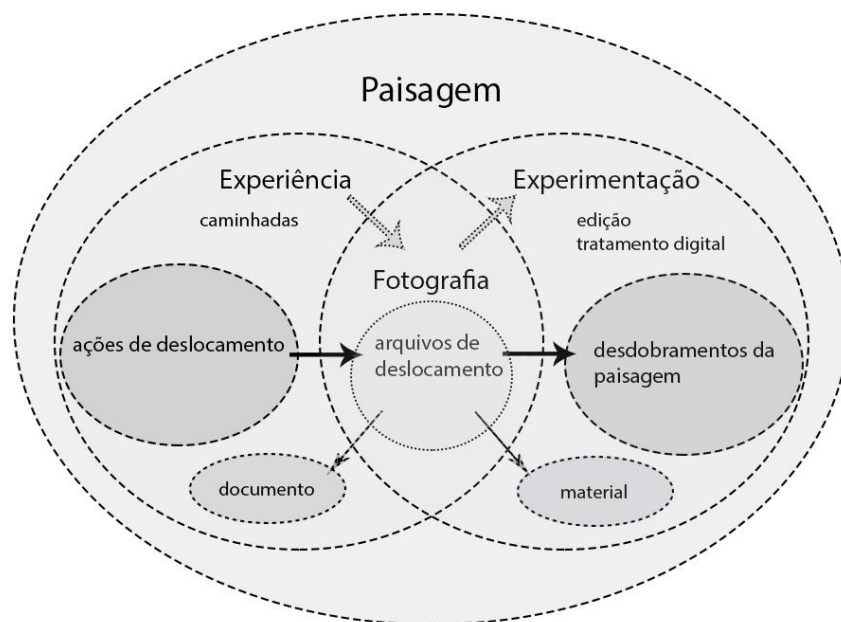 Paisagem
Experiência
caminhadas
Experimentação
edição
tratamento digital
Fotografia
ações de deslocamento
arquivos de
deslocamento
desdobramentos da
paisagem
documento
material